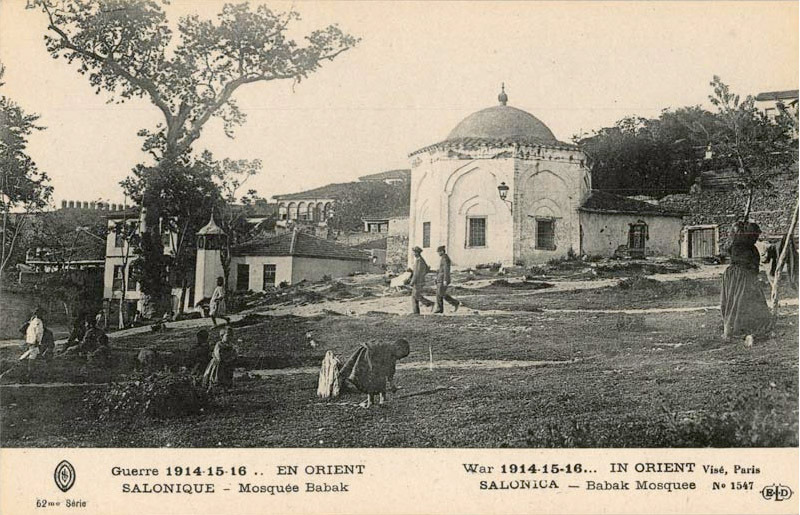 Guerre 1914-15-16 .. EN ORIENT
SALONIQUE - Mosquée Babak
62me Série
War 1914-15-16... IN ORIENT Visé, Paris
SALONICA - Babak Mosquee No 1547
ELD